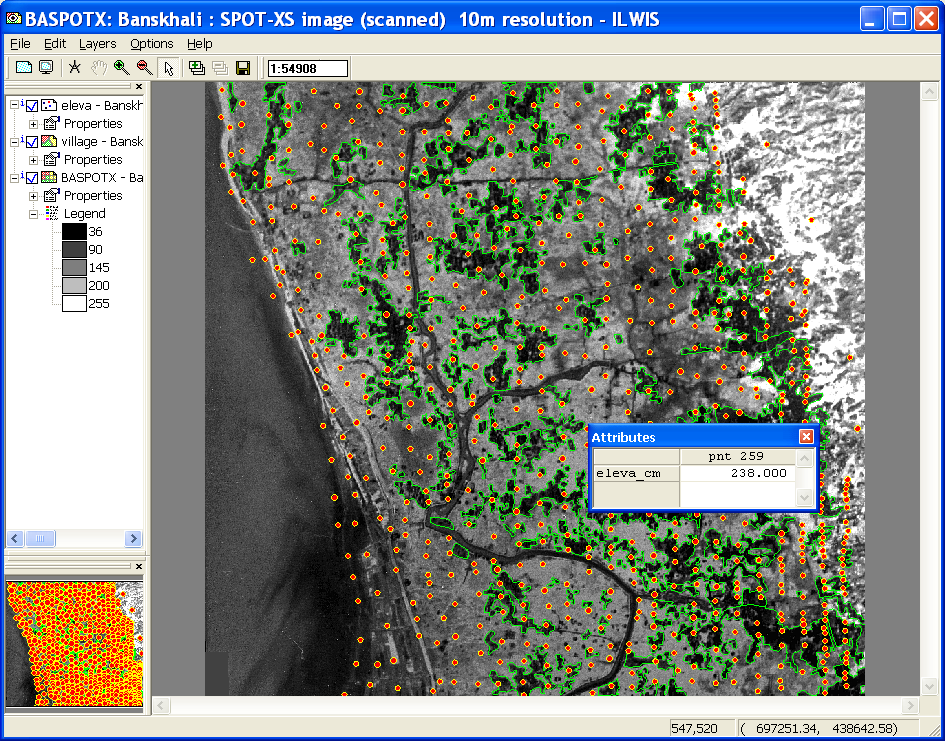 BASPOTX: Banskhali : SPOT-XS image (scanned)  10m resolution - ILWIS
File Edit Layers Options Help
1:54908
eleva - Banskh
Properties
village - Bansk
Properties
BASPOTX - Ba
Properties
Legend
36
90
145
200
255
Attributes
pnt 259
eleva_cm 238.000
547,520 ( 697251.34, 438642.58)